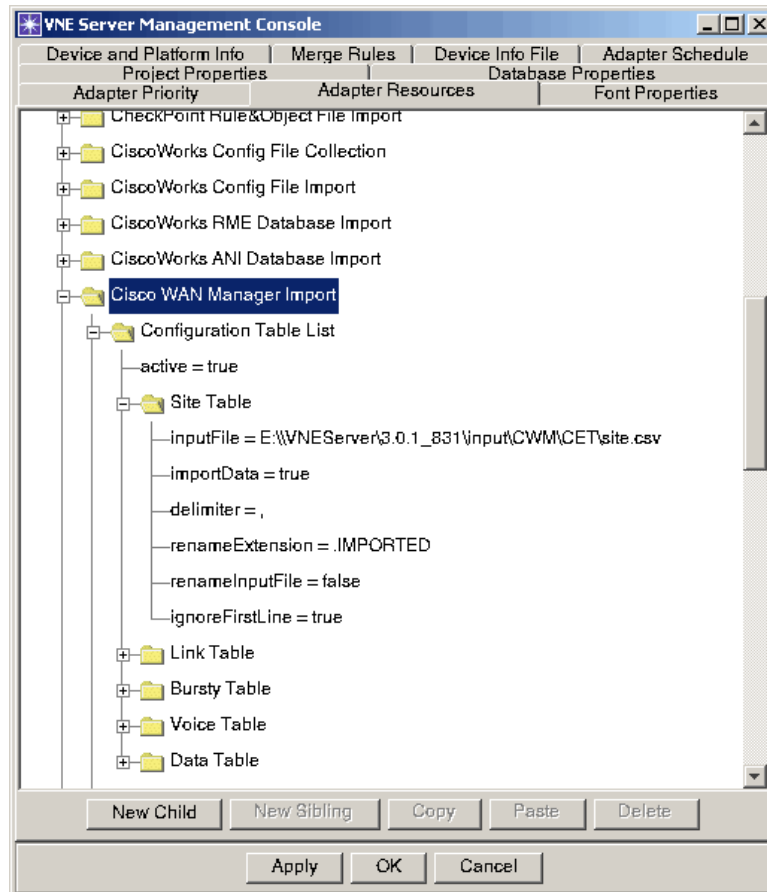 VNE Server Management Console
Device and Platform Info | Merge Rules | Device Info File | Adapter Schedule
Project Properties | Database Properties
Adapter Priority Adapter Resources Font Properties
CheckPoint Rule&Object File Import
CiscoWorks Config File Collection
CiscoWorks Config File Import
CiscoWorks RME Database Import
CiscoWorks ANI Database Import
Cisco WAN Manager Import
Configuration Table List
active = true
Site Table
inputFile = E:\\VNEServer\3.0.1_831\input\CWM\CET\site.csv
importData = true
delimiter = ,
renameExtension = .IMPORTED
renameInputFile = false
ignoreFirstLine = true
Link Table
Bursty Table
Voice Table
Data Table
New Child New Sibling Copy Paste Delete
Apply OK Cancel